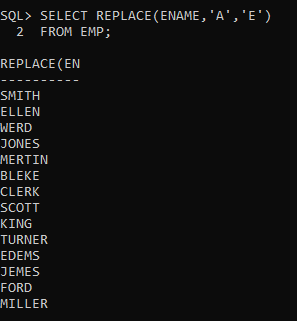 SQL> SELECT REPLACE(ENAME,'A','E')
2 FROM EMP;
REPLACE(EN
----------
SMITH
ELLEN
WERD
JONES
MERTIN
BLEKE
CLERK
SCOTT
KING
TURNER
EDEMS
JEMES
FORD
MILLER